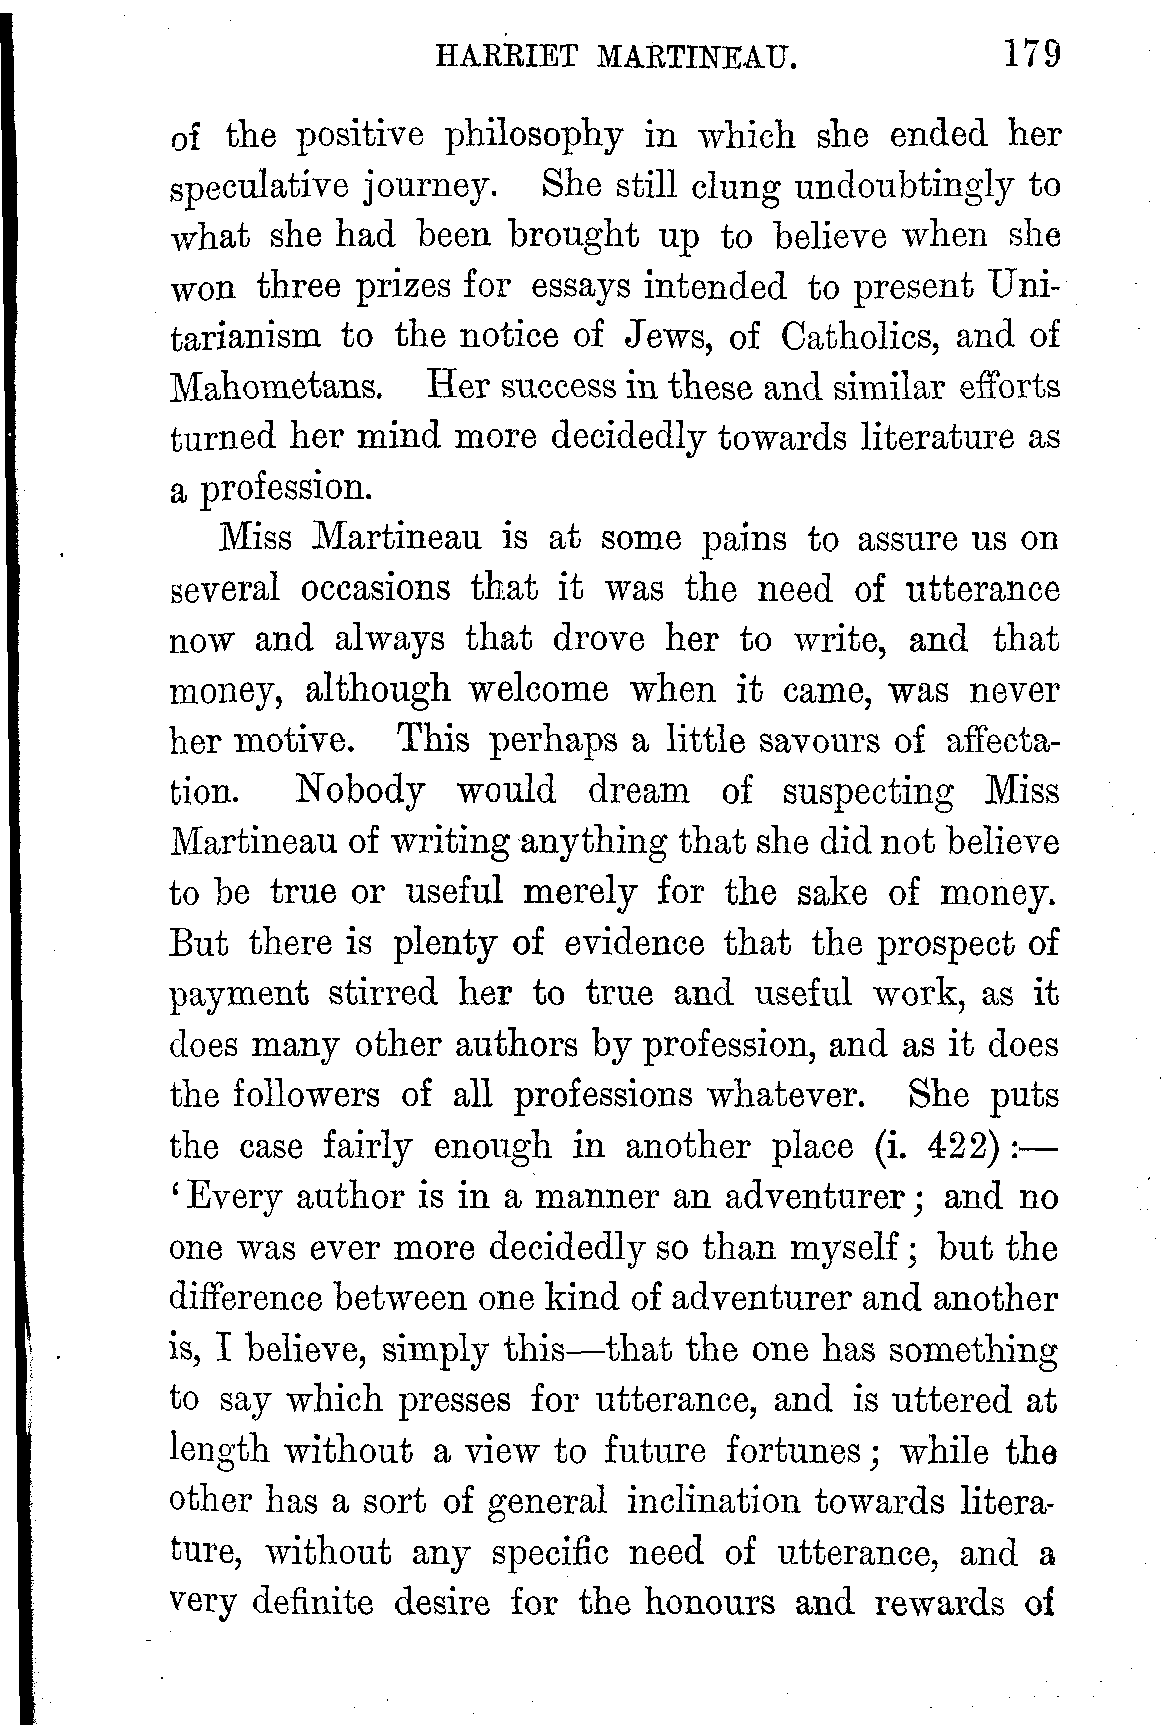 HARRIET MARTINEAU. 179
of the positive philosophy in which she ended her
speculative journey. She still clung undoubtingly to
what she had been brought up to believe when she
won three prizes for essays intended to present Uni-
tarianism to the notice of Jews, of Catholics, and of
Mahometans. Her success in these and similar efforts
turned her mind more decidedly towards literature as
a profession.
Miss Martineau is at some pains to assure us on
several occasions that it was the need of utterance
now and always that drove her to write, and that
money, although welcome when it came, was never
her motive. This perhaps a little savours of affecta-
tion. Nobody would dream of suspecting Miss
Martineau of writing anything that she did not believe
to be true or useful merely for the sake of money.
But there is plenty of evidence that the prospect of
payment stirred her to true and useful work, as it
does many other authors by profession, and as it does
the followers of all professions whatever. She puts
the case fairly enough in another place (i. 422) :—
‘Every author is in a manner an adventurer; and no
one was ever more decidedly so than myself; but the
difference between one kind of adventurer and another
is, I believe, simply this—that the one has something
to say which presses for utterance, and is uttered at
length without a view to future fortunes; while the
other has a sort of general inclination towards litera-
ture, without any specific need of utterance, and a
very definite desire for the honours and rewards of